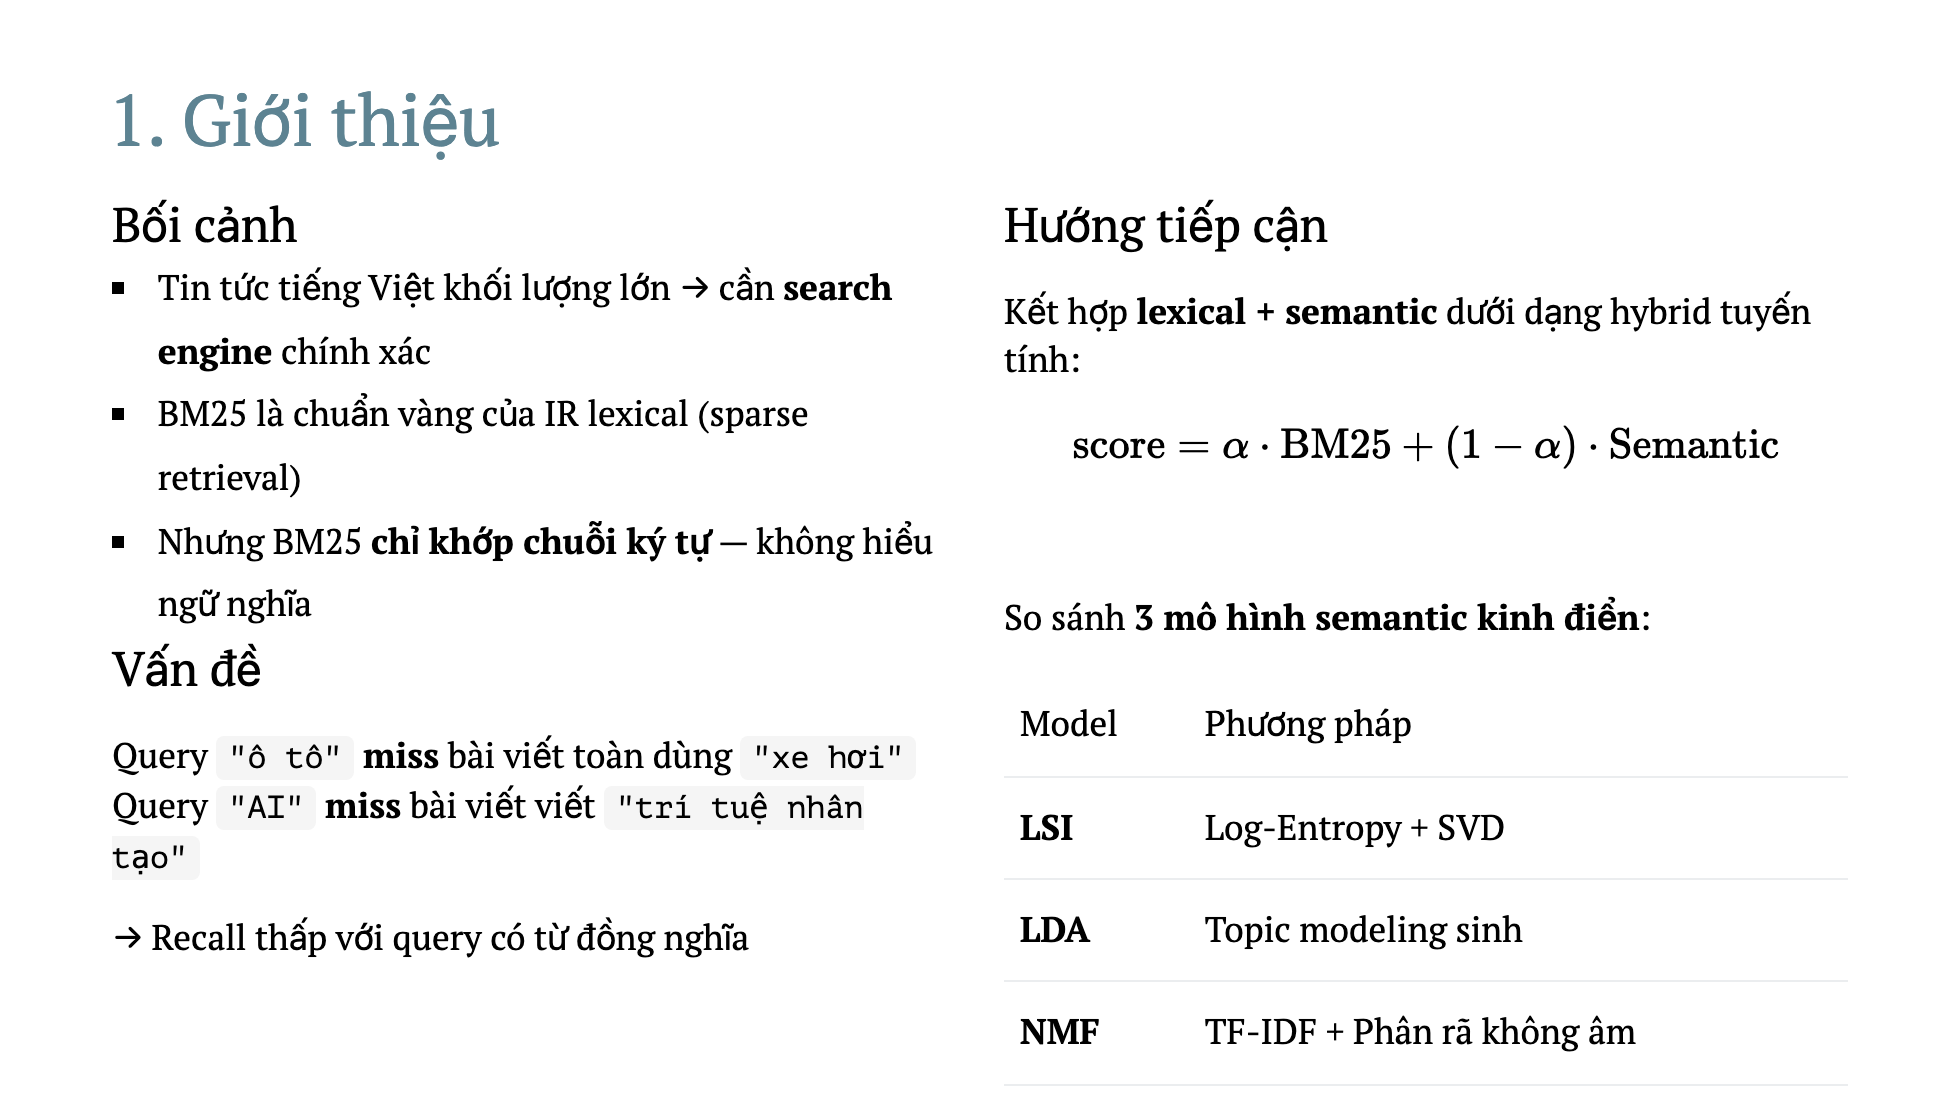 1. Giới thiệu
Bối cảnh
▪ Tin tức tiếng Việt khối lượng lớn → cần search
engine chính xác
▪ BM25 là chuẩn vàng của IR lexical (sparse
retrieval)
▪ Nhưng BM25 chỉ khớp chuỗi ký tự — không hiểu
ngữ nghĩa
Vấn đề
Query "ô tô" miss bài viết toàn dùng "xe hơi"
Query "AI" miss bài viết viết "trí tuệ nhân
tạo"
→ Recall thấp với query có từ đồng nghĩa
Hướng tiếp cận
Kết hợp lexical + semantic dưới dạng hybrid tuyến
tính:
score = α · BM25 + (1 − α) · Semantic
So sánh 3 mô hình semantic kinh điển:
Model Phương pháp
LSI Log-Entropy + SVD
LDA Topic modeling sinh
NMF TF-IDF + Phân rã không âm